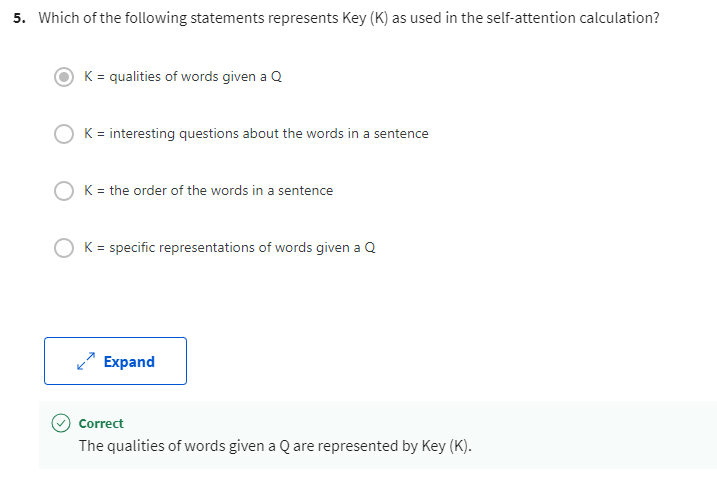 5. Which of the following statements represents Key (K) as used in the self-attention calculation?
K = qualities of words given a Q
K = interesting questions about the words in a sentence
K = the order of the words in a sentence
K = specific representations of words given a Q
Expand
Correct
The qualities of words given a Q are represented by Key (K).